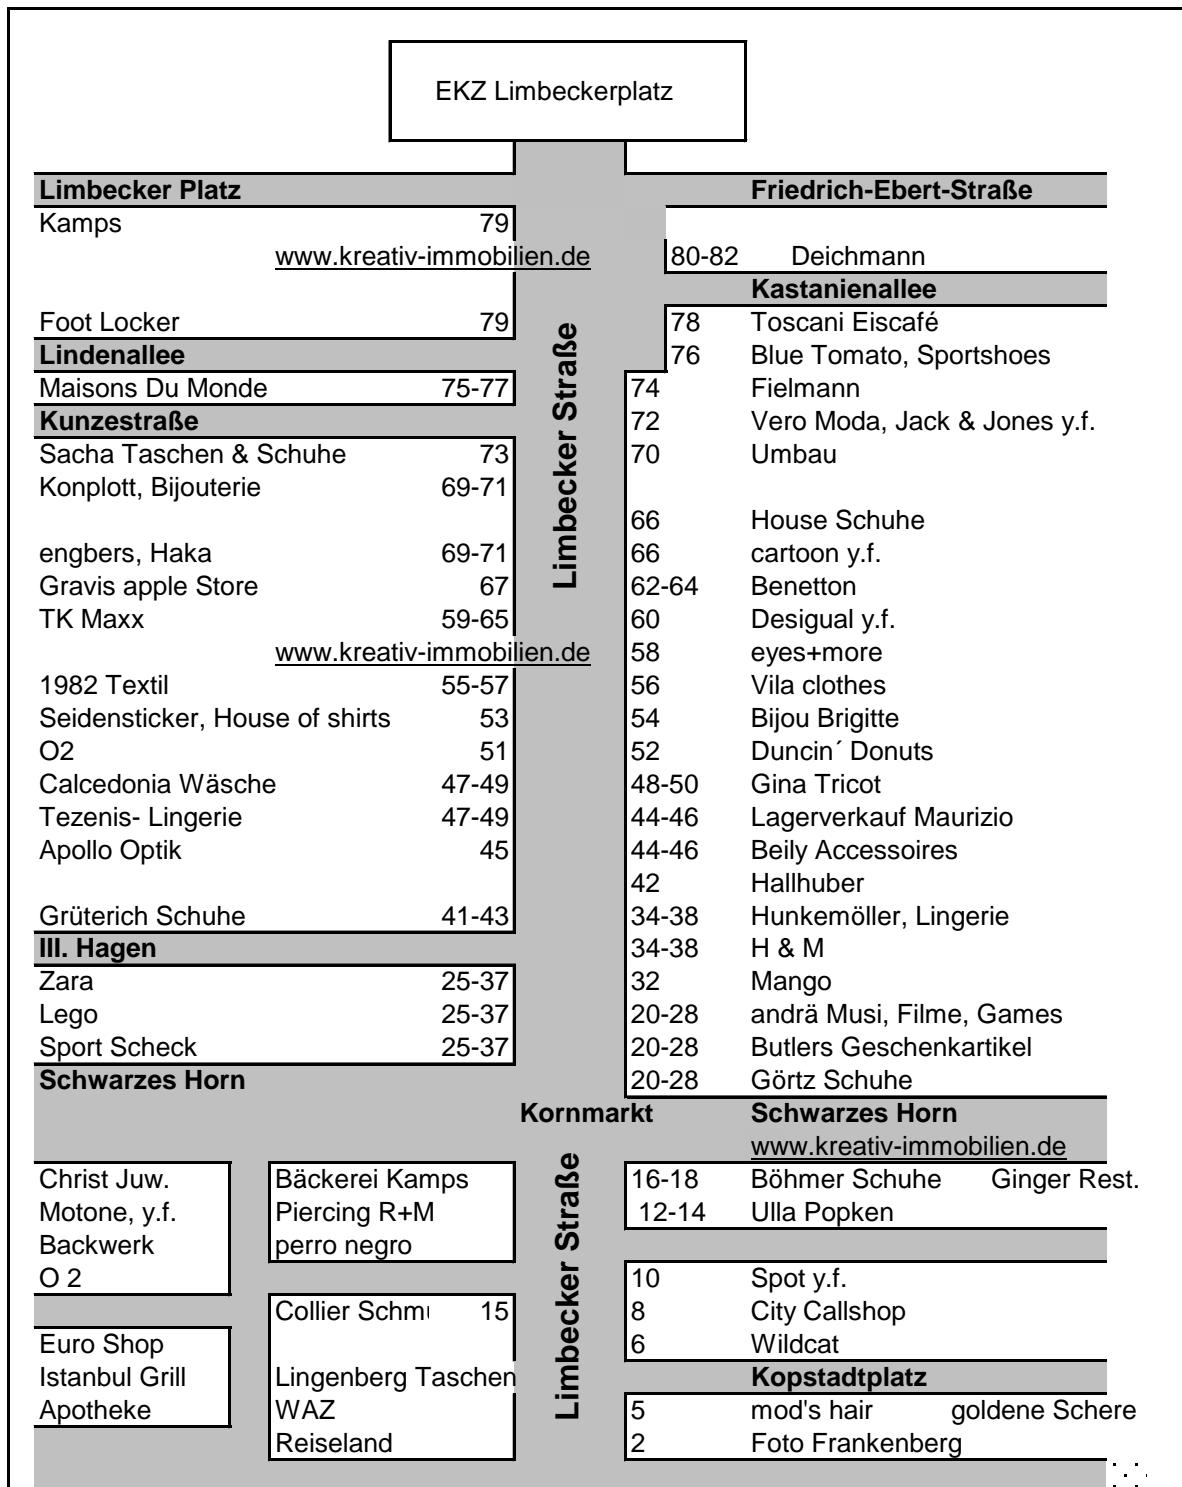 EKZ Limbeckerplatz
Limbecker Platz Friedrich-Ebert-Straße
Kamps 79
www.kreativ-immobilien.de 80-82 Deichmann
Kastanienallee
Foot Locker 79 78 Toscani Eiscafé
Lindenallee 76 Blue Tomato, Sportshoes
Maisons Du Monde 75-77 74 Fielmann
Kunzestraße 72 Vero Moda, Jack & Jones y.f.
Sacha Taschen & Schuhe 73 70 Umbau
Konplott, Bijouterie 69-71
Limbecker Straße
66 House Schuhe
engbers, Haka 69-71 66 cartoon y.f.
Gravis apple Store 67 62-64 Benetton
TK Maxx 59-65 60 Desigual y.f.
www.kreativ-immobilien.de 58 eyes+more
1982 Textil 55-57 56 Vila clothes
Seidensticker, House of shirts 53 54 Bijou Brigitte
O2 51 52 Duncin´ Donuts
Calcedonia Wäsche 47-49 48-50 Gina Tricot
Tezenis- Lingerie 47-49 44-46 Lagerverkauf Maurizio
Apollo Optik 45 44-46 Beily Accessoires
42 Hallhuber
Grüterich Schuhe 41-43 34-38 Hunkemöller, Lingerie
III. Hagen 34-38 H & M
Zara 25-37 32 Mango
Lego 25-37 20-28 andrä Musi, Filme, Games
Sport Scheck 25-37 20-28 Butlers Geschenkartikel
Schwarzes Horn 20-28 Görtz Schuhe
Kornmarkt Schwarzes Horn
www.kreativ-immobilien.de
Christ Juw. Bäckerei Kamps 16-18 Böhmer Schuhe Ginger Rest.
Motone, y.f. Piercing R+M 12-14 Ulla Popken
Backwerk perro negro
Limbecker Straße
O 2 10 Spot y.f.
Collier Schmu 15 8 City Callshop
Euro Shop 6 Wildcat
Istanbul Grill Lingenberg Taschen Kopstadtplatz
Apotheke WAZ 5 mod's hair goldene Schere
Reiseland 2 Foto Frankenberg